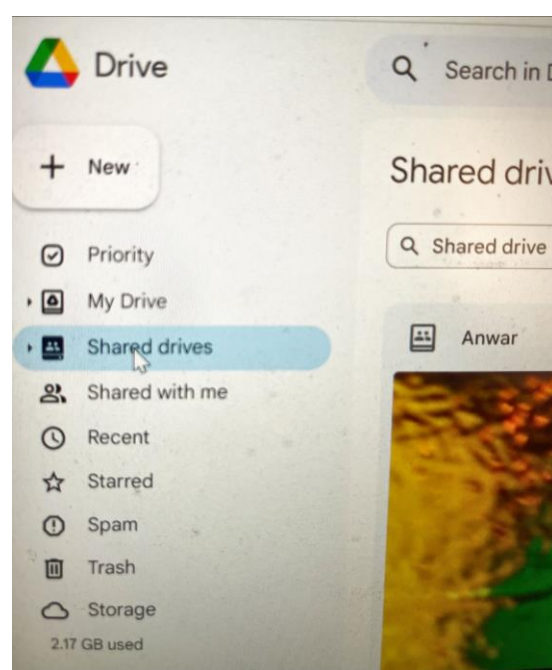 Drive
Search in
New
Shared
Shared drive
Priority
My Drive
Shared drives
Anwar
Shared with me
Recent
Starred
Spam
Trash
Storage
2.17 GB used